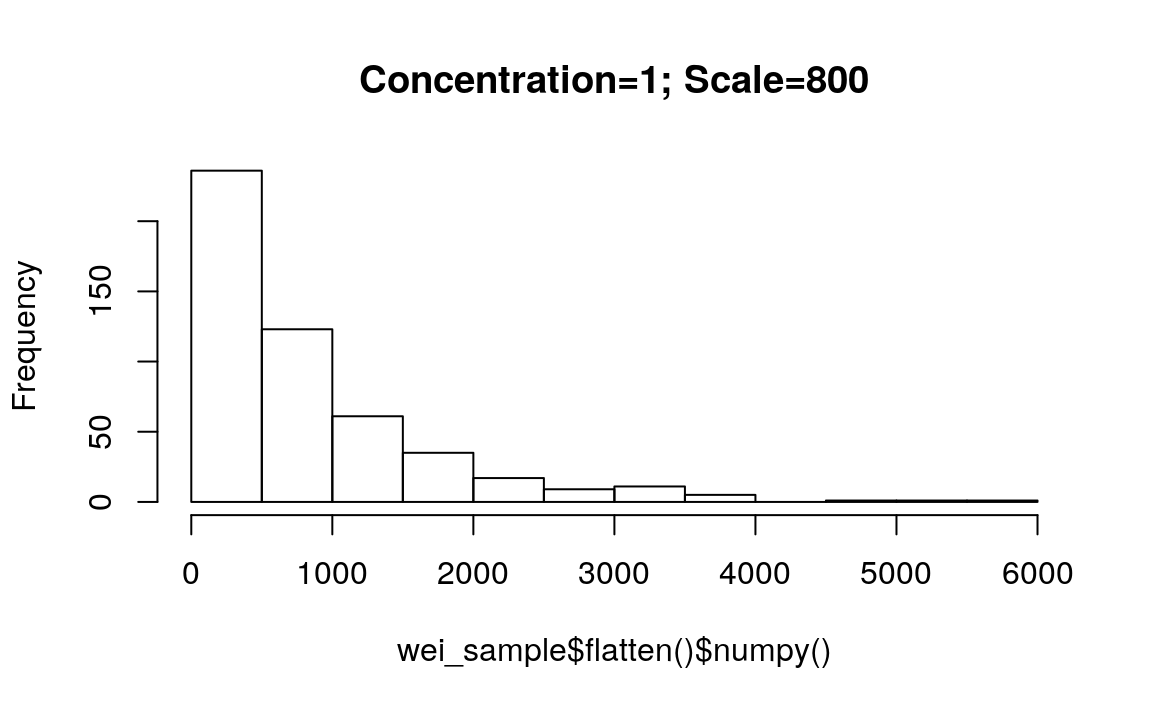 Concentration=1; Scale=800
Frequency
150
50
0
0 1000 2000 3000 4000 5000 6000
wei_sample$flatten()$numpy()